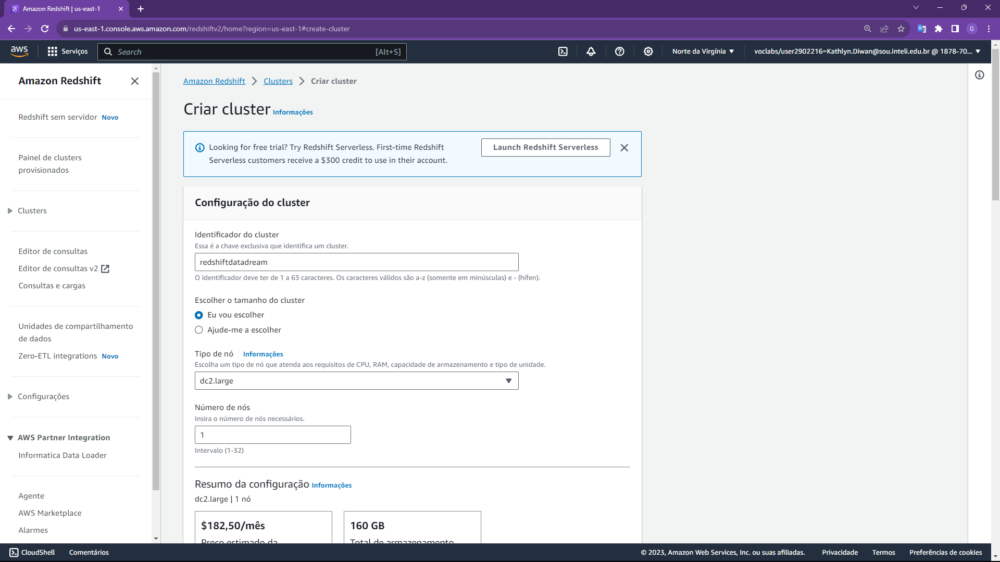 Amazon Redshift | us-east-1
us-east-1.console.aws.amazon.com/redshiftv2/home?region=us-east-1#create-cluster
G
aws
Serviços
Search
[Alt+S]
Norte da Virgínia
voclabs/user2902216=Kathlyn.Diwan@sou.inteli.edu.br @ 1878-70...
Amazon Redshift
Redshift sem servidor Novo
Painel de clusters
provisionados
Clusters
Editor de consultas
Editor de consultas v2
Consultas e cargas
Unidades de compartilhamento
de dados
Zero-ETL integrations Novo
Configurações
AWS Partner Integration
Informatica Data Loader
Agente
AWS Marketplace
Alarmes
Amazon Redshift > Clusters > Criar cluster
Criar cluster Informações
Looking for free trial? Try Redshift Serverless. First-time Redshift
Serverless customers receive a $300 credit to use in their account.
Launch Redshift Serverless
Configuração do cluster
Identificador do cluster
Essa é a chave exclusiva que identifica um cluster.
redshiftdatadream
O identificador deve ter de 1 a 63 caracteres. Os caracteres válidos são a-z (somente em minúsculas) e - (hífen).
Escolher o tamanho do cluster
Eu vou escolher
Ajude-me a escolher
Tipo de nó Informações
Escolha um tipo de nó que atenda aos requisitos de CPU, RAM, capacidade de armazenamento e tipo de unidade.
dc2.large
Número de nós
Insira o número de nós necessários.
1
Intervalo (1-32)
Resumo da configuração Informações
dc2.large | 1 nó
$182,50/mês
Preço estimado da
160 GB
Total de armazenamento
CloudShell
Comentários
© 2023, Amazon Web Services, Inc. ou suas afiliadas.
Privacidade
Termos
Preferências de cookies